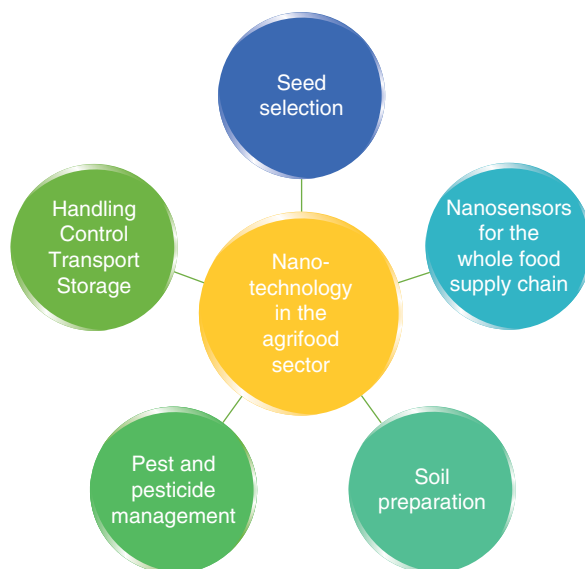 Seed
selection
Handling
Control
Transport
Storage
Nanosensors
for the
whole food
supply chain
Nano-
technology
in the
agrifood
sector
Pest and
pesticide
management
Soil
preparation